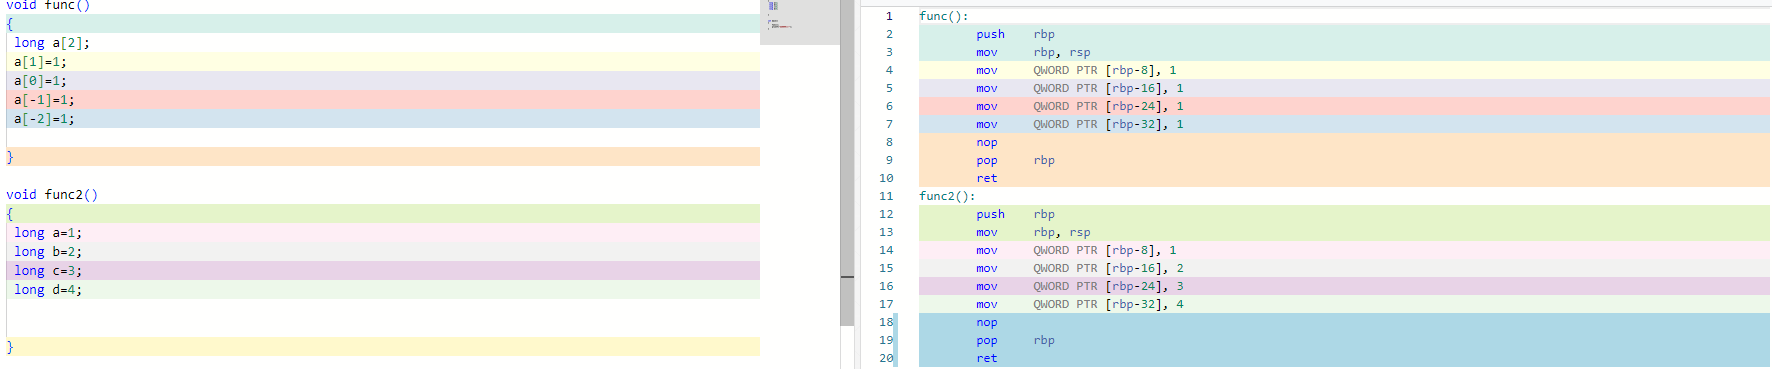 void func()
{
 long a[2];
 a[1]=1;
 a[0]=1;
 a[-1]=1;
 a[-2]=1;
}
void func2()
{
 long a=1;
 long b=2;
 long c=3;
 long d=4;
}
1 func():
2 push rbp
3 mov rbp, rsp
4 mov QWORD PTR [rbp-8], 1
5 mov QWORD PTR [rbp-16], 1
6 mov QWORD PTR [rbp-24], 1
7 mov QWORD PTR [rbp-32], 1
8 nop
9 pop rbp
10 ret
11 func2():
12 push rbp
13 mov rbp, rsp
14 mov QWORD PTR [rbp-8], 1
15 mov QWORD PTR [rbp-16], 2
16 mov QWORD PTR [rbp-24], 3
17 mov QWORD PTR [rbp-32], 4
18 nop
19 pop rbp
20 ret